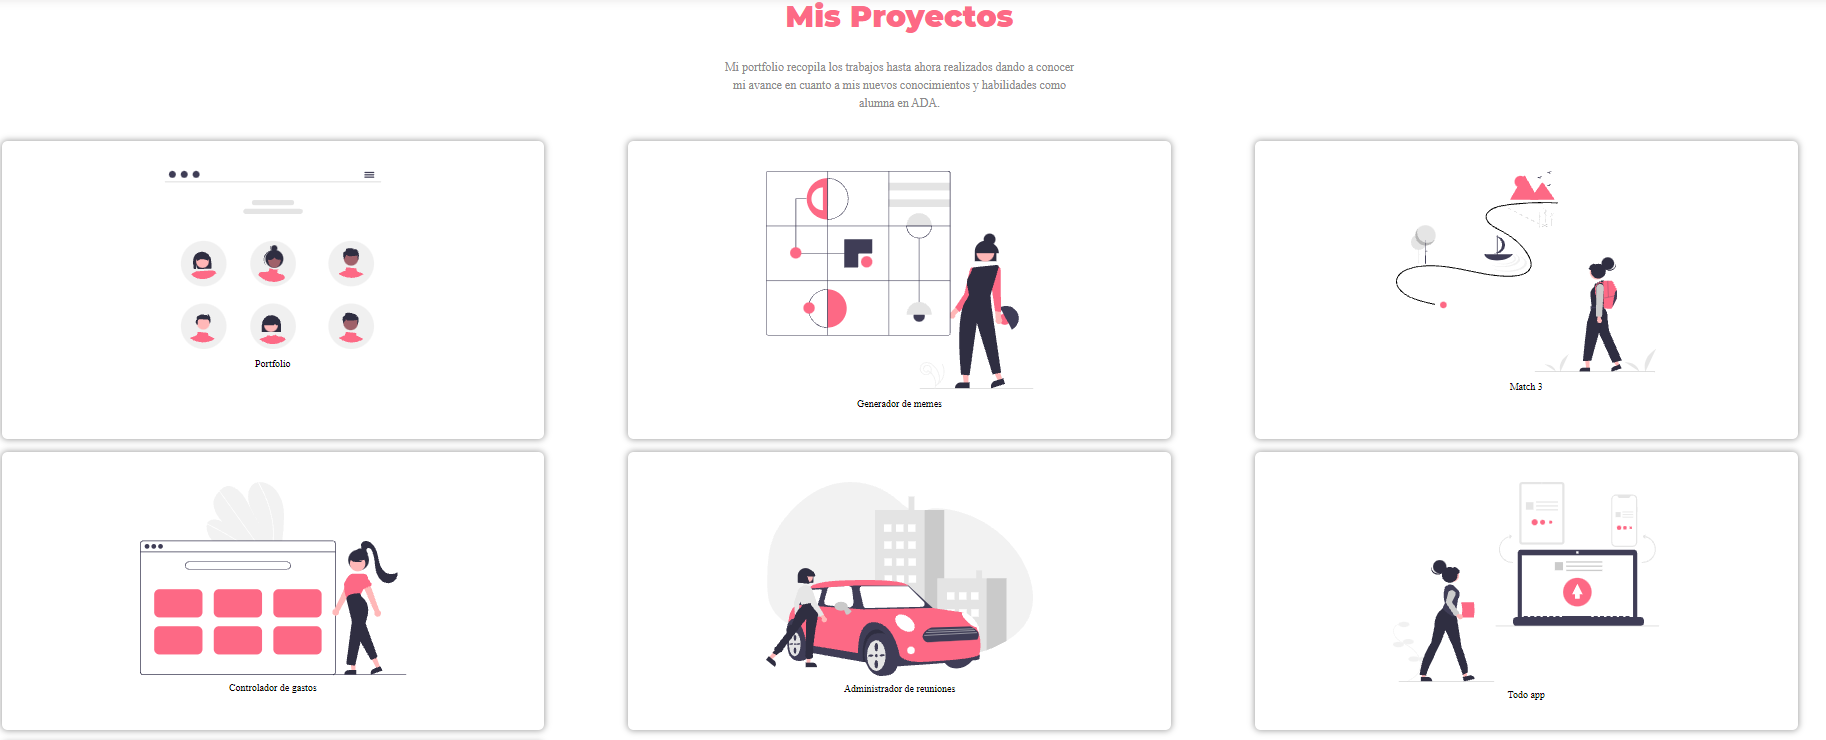 Mis Proyectos
Mi portfolio recopila los trabajos hasta ahora realizados dando a conocer
mi avance en cuanto a mis nuevos conocimientos y habilidades como
alumna en ADA.
Portfolio
Generador de memes
Match 3
Controlador de gastos
Administrador de reuniones
Todo app